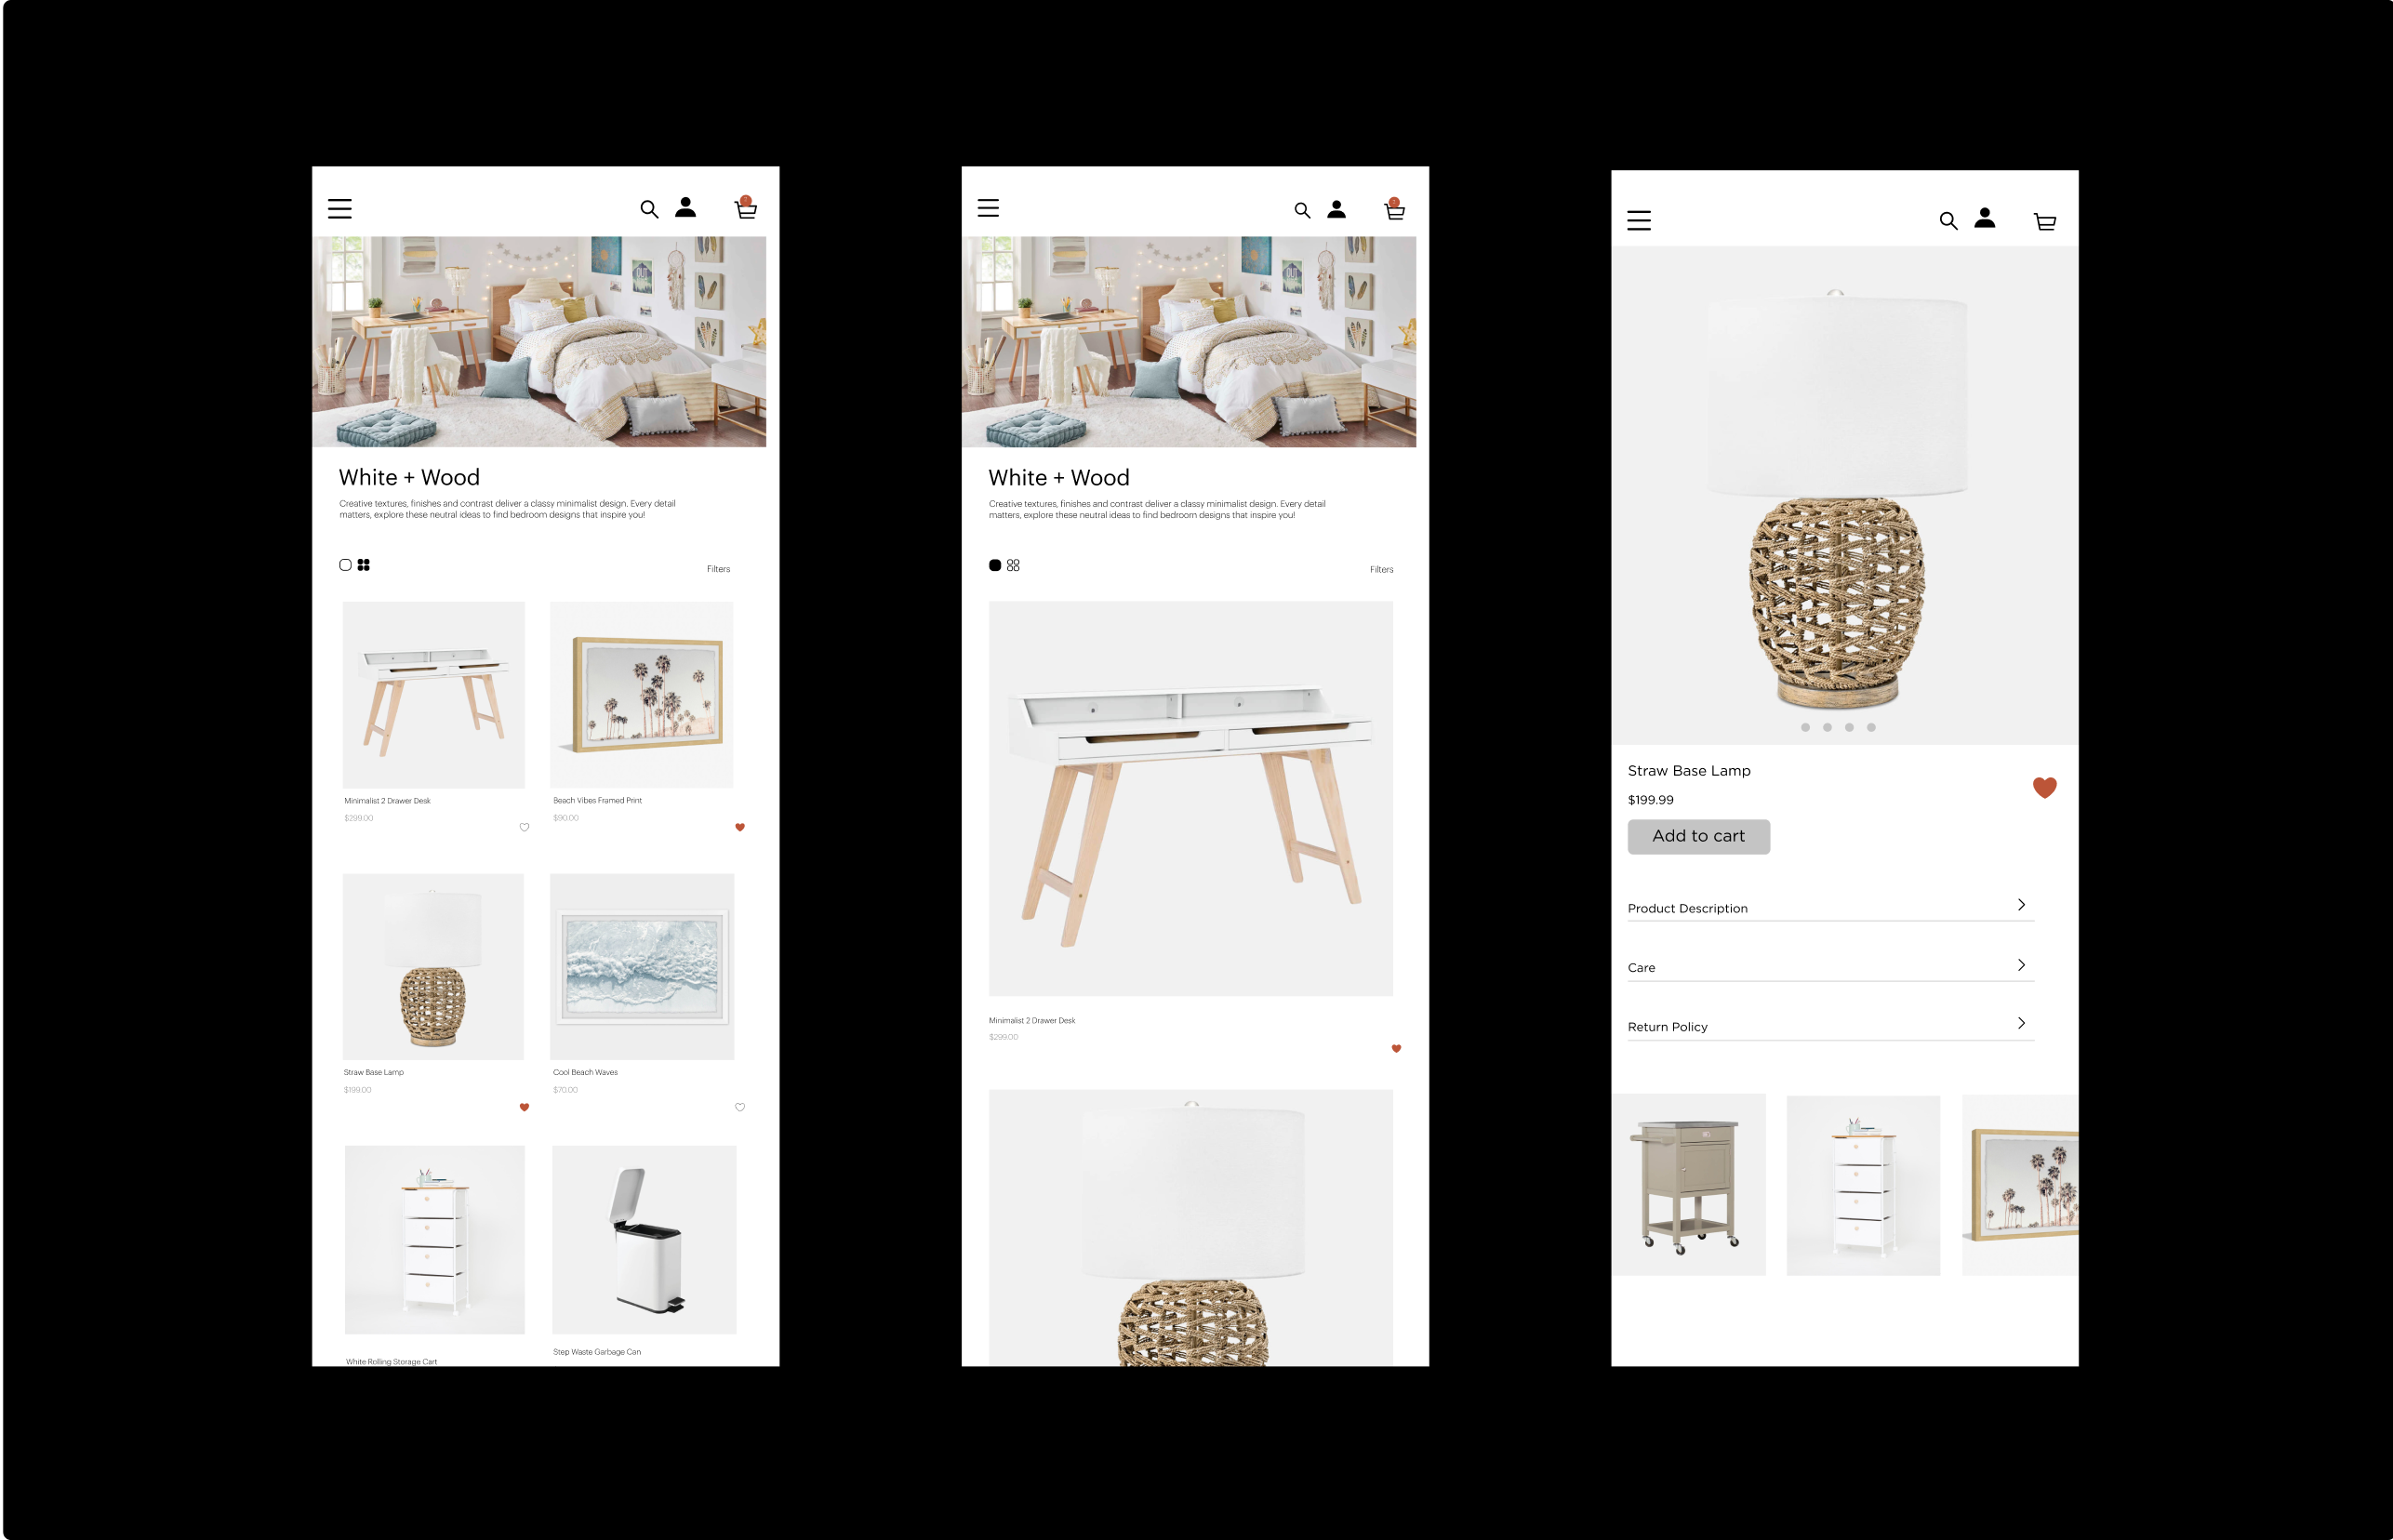 White + Wood
Creative textures, finishes and contrast deliver a classy minimalist design. Every detail
matters, explore these neutral ideas to find bedroom designs that inspire you!
Filters
Minimalist 2 Drawer Desk
$299.00
Beach Vibes Framed Print
$90.00
Straw Base Lamp
$199.00
Cool Beach Waves
$70.00
White Rolling Storage Cart
Step Waste Garbage Can
White + Wood
Creative textures, finishes and contrast deliver a classy minimalist design. Every detail
matters, explore these neutral ideas to find bedroom designs that inspire you!
Filters
Minimalist 2 Drawer Desk
$299.00
Straw Base Lamp
$199.99
Add to cart
Product Description
Care
Return Policy